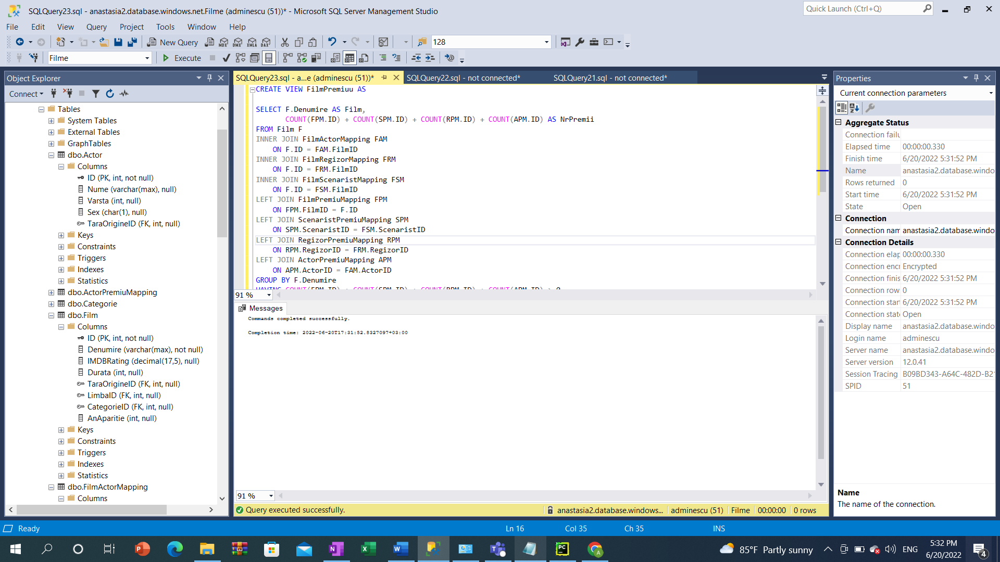 SQLQuery23.sql - anastasia2.database.windows.net.Filme (adminescu (51))* - Microsoft SQL Server Management Studio
Quick Launch (Ctrl+Q)
File Edit View Query Project Tools Window Help
New Query
128
Filme
Execute
Object Explorer
Connect
Tables
System Tables
External Tables
GraphTables
dbo.Actor
Columns
ID (PK, int, not null)
Nume (varchar(max), null)
Varsta (int, null)
Sex (char(1), null)
TaraOrigineID (FK, int, null)
Keys
Constraints
Triggers
Indexes
Statistics
dbo.ActorPremiuMapping
dbo.Categorie
dbo.Film
Columns
ID (PK, int, not null)
Denumire (varchar(max), not null)
IMDBRating (decimal(17,5), null)
Durata (int, null)
TaraOrigineID (FK, int, null)
LimbaID (FK, int, null)
CategorieID (FK, int, null)
AnAparitie (int, null)
Keys
Constraints
Triggers
Indexes
Statistics
dbo.FilmActorMapping
Columns
SQLQuery23.sql - a...e (adminescu (51))*
SQLQuery22.sql - not connected*
SQLQuery21.sql - not connected*
CREATE VIEW FilmPremiuu AS
SELECT F.Denumire AS Film,
COUNT(FPM.ID) + COUNT(SPM.ID) + COUNT(RPM.ID) + COUNT(APM.ID) AS NrPremii
FROM Film F
INNER JOIN FilmActorMapping FAM
ON F.ID = FAM.FilmID
INNER JOIN FilmRegizorMapping FRM
ON F.ID = FRM.FilmID
INNER JOIN FilmScenaristMapping FSM
ON F.ID = FSM.FilmID
LEFT JOIN FilmPremiuMapping FPM
ON FPM.FilmID = F.ID
LEFT JOIN ScenaristPremiuMapping SPM
ON SPM.ScenaristID = FSM.ScenaristID
LEFT JOIN RegizorPremiuMapping RPM
ON RPM.RegizorID = FRM.RegizorID
LEFT JOIN ActorPremiuMapping APM
ON APM.ActorID = FAM.ActorID
GROUP BY F.Denumire
HAVING COUNT(FPM.ID) + COUNT(SPM.ID) + COUNT(RPM.ID) + COUNT(APM.ID) > 0
91 %
Messages
Commands completed successfully.
Completion time: 2022-06-20T17:31:52.8327097+03:00
91 %
Query executed successfully.
anastasia2.database.windows... adminescu (51) Filme 00:00:00 0 rows
Properties
Current connection parameters
Aggregate Status
Connection failu
Elapsed time 00:00:00.330
Finish time 6/20/2022 5:31:52 PM
Name anastasia2.database.windo
Rows returned 0
Start time 6/20/2022 5:31:52 PM
State Open
Connection
Connection nam anastasia2.database.windo
Connection Details
Connection elap 00:00:00.330
Connection encr Encrypted
Connection finis 6/20/2022 5:31:52 PM
Connection row 0
Connection start 6/20/2022 5:31:52 PM
Connection stat Open
Display name anastasia2.database.windo
Login name adminescu
Server name anastasia2.database.windo
Server version 12.0.41
Session Tracing B09BD343-A64C-482D-B21
SPID 51
Name
The name of the connection.
Ready
Ln 16 Col 35 Ch 35 INS
85°F Partly sunny
ENG
5:32 PM
6/20/2022
4